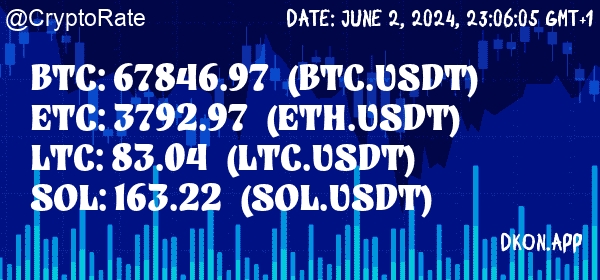 @CryptoRate
DATE: JUNE 2, 2024, 23:06:05 GMT+1
BTC: 67846.97 (BTC.USDT)
ETC: 3792.97 (ETH.USDT)
LTC: 83.04 (LTC.USDT)
SOL: 163.22 (SOL.USDT)
DKON.APP